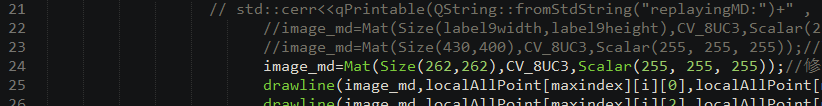 21 // std::cerr<<qPrintable(QString::fromStdString("replayingMD:")+" ,
22 //image_md=Mat(Size(label9width,label9height),CV_8UC3,Scalar(2
23 //image_md=Mat(Size(430,400),CV_8UC3,Scalar(255, 255, 255));//
24 image_md=Mat(Size(262,262),CV_8UC3,Scalar(255, 255, 255));//修
25 drawline(image_md,localAllPoint[maxindex][i][0],localAllPoint[
26 drawline(image_md,localAllPoint[maxindex][i][2],localAllPoint[